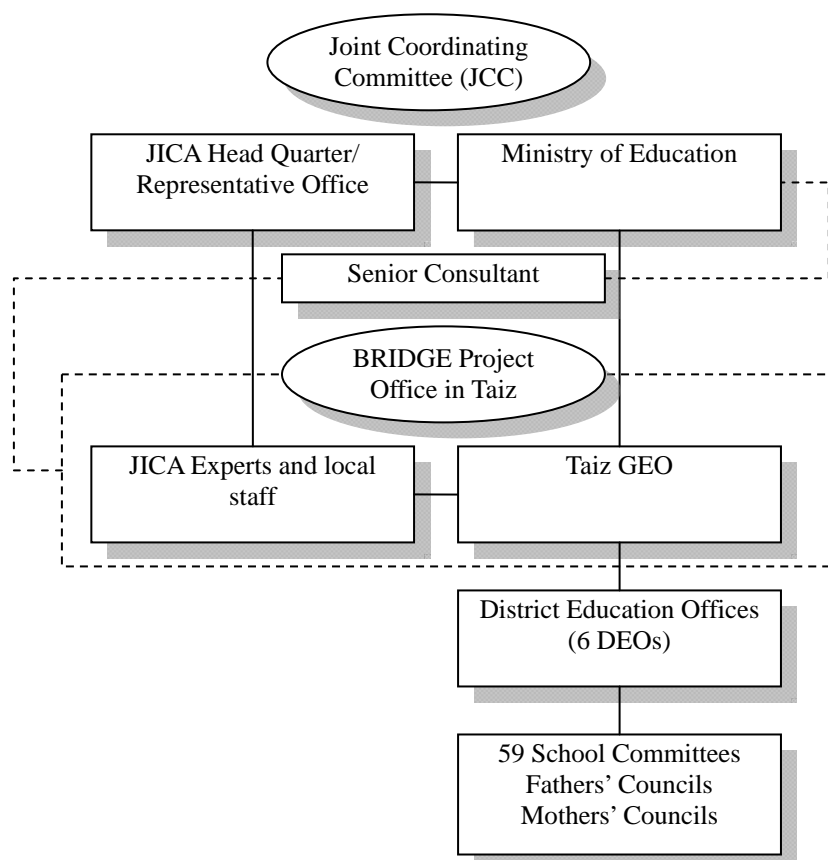 Joint Coordinating
Committee (JCC)
JICA Head Quarter/
Representative Office
Ministry of Education
Senior Consultant
BRIDGE Project
Office in Taiz
JICA Experts and local
staff
Taiz GEO
District Education Offices
(6 DEOs)
59 School Committees
Fathers’ Councils
Mothers’ Councils